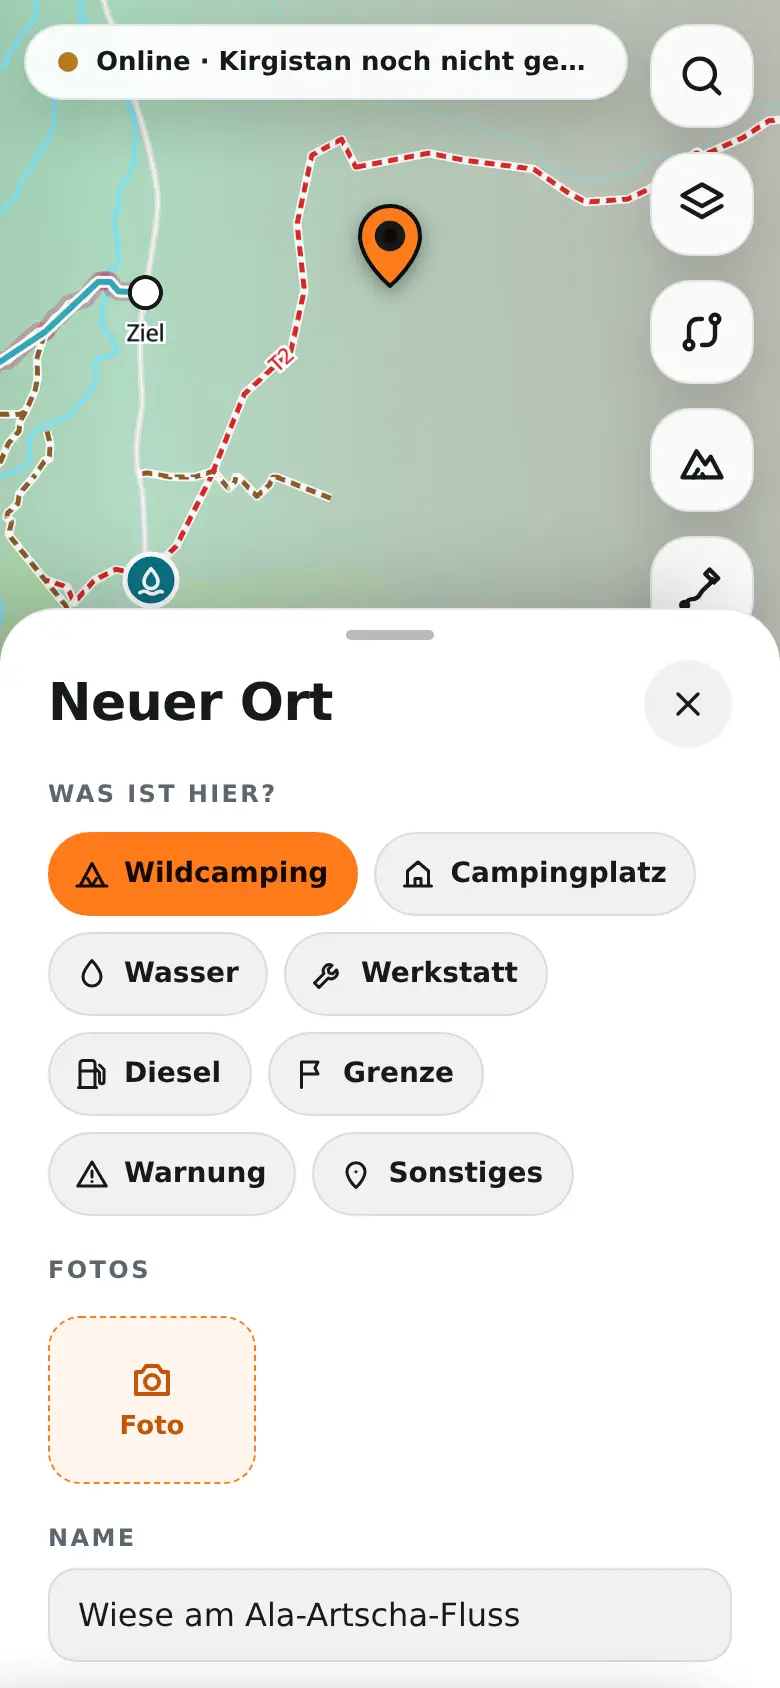 Online · Kirgistan noch nicht ge…
Ziel
T2
Neuer Ort
WAS IST HIER?
Wildcamping
Campingplatz
Wasser
Werkstatt
Diesel
Grenze
Warnung
Sonstiges
FOTOS
Foto
NAME
Wiese am Ala-Artscha-Fluss